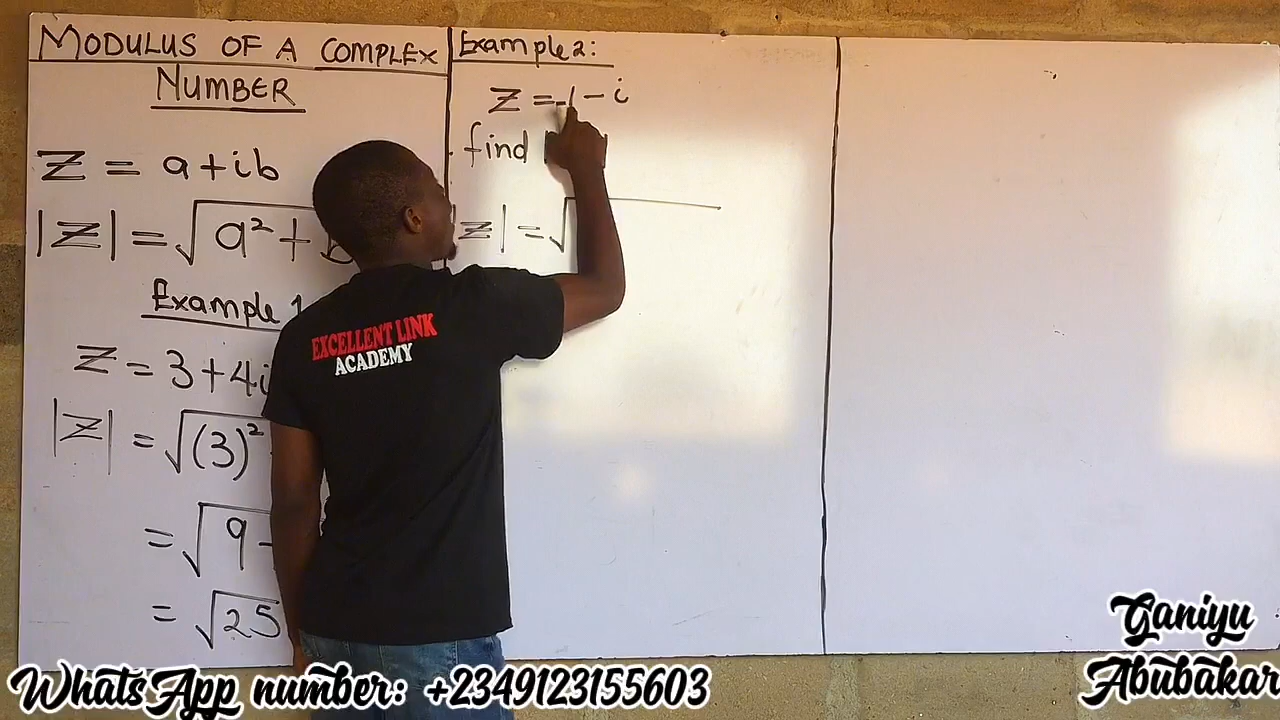 MODULUS OF A COMPLEX
NUMBER
Z = a+ib
|Z| = √a² + b
Example 1
Z = 3+4i
|Z| = √(3)²
= √9
= √25
Example 2:
Z = -1 - i
find
|Z| = √
EXCELLENT LINK
ACADEMY
WhatsApp number: +2349123155603
Ganiyu
Abubakar